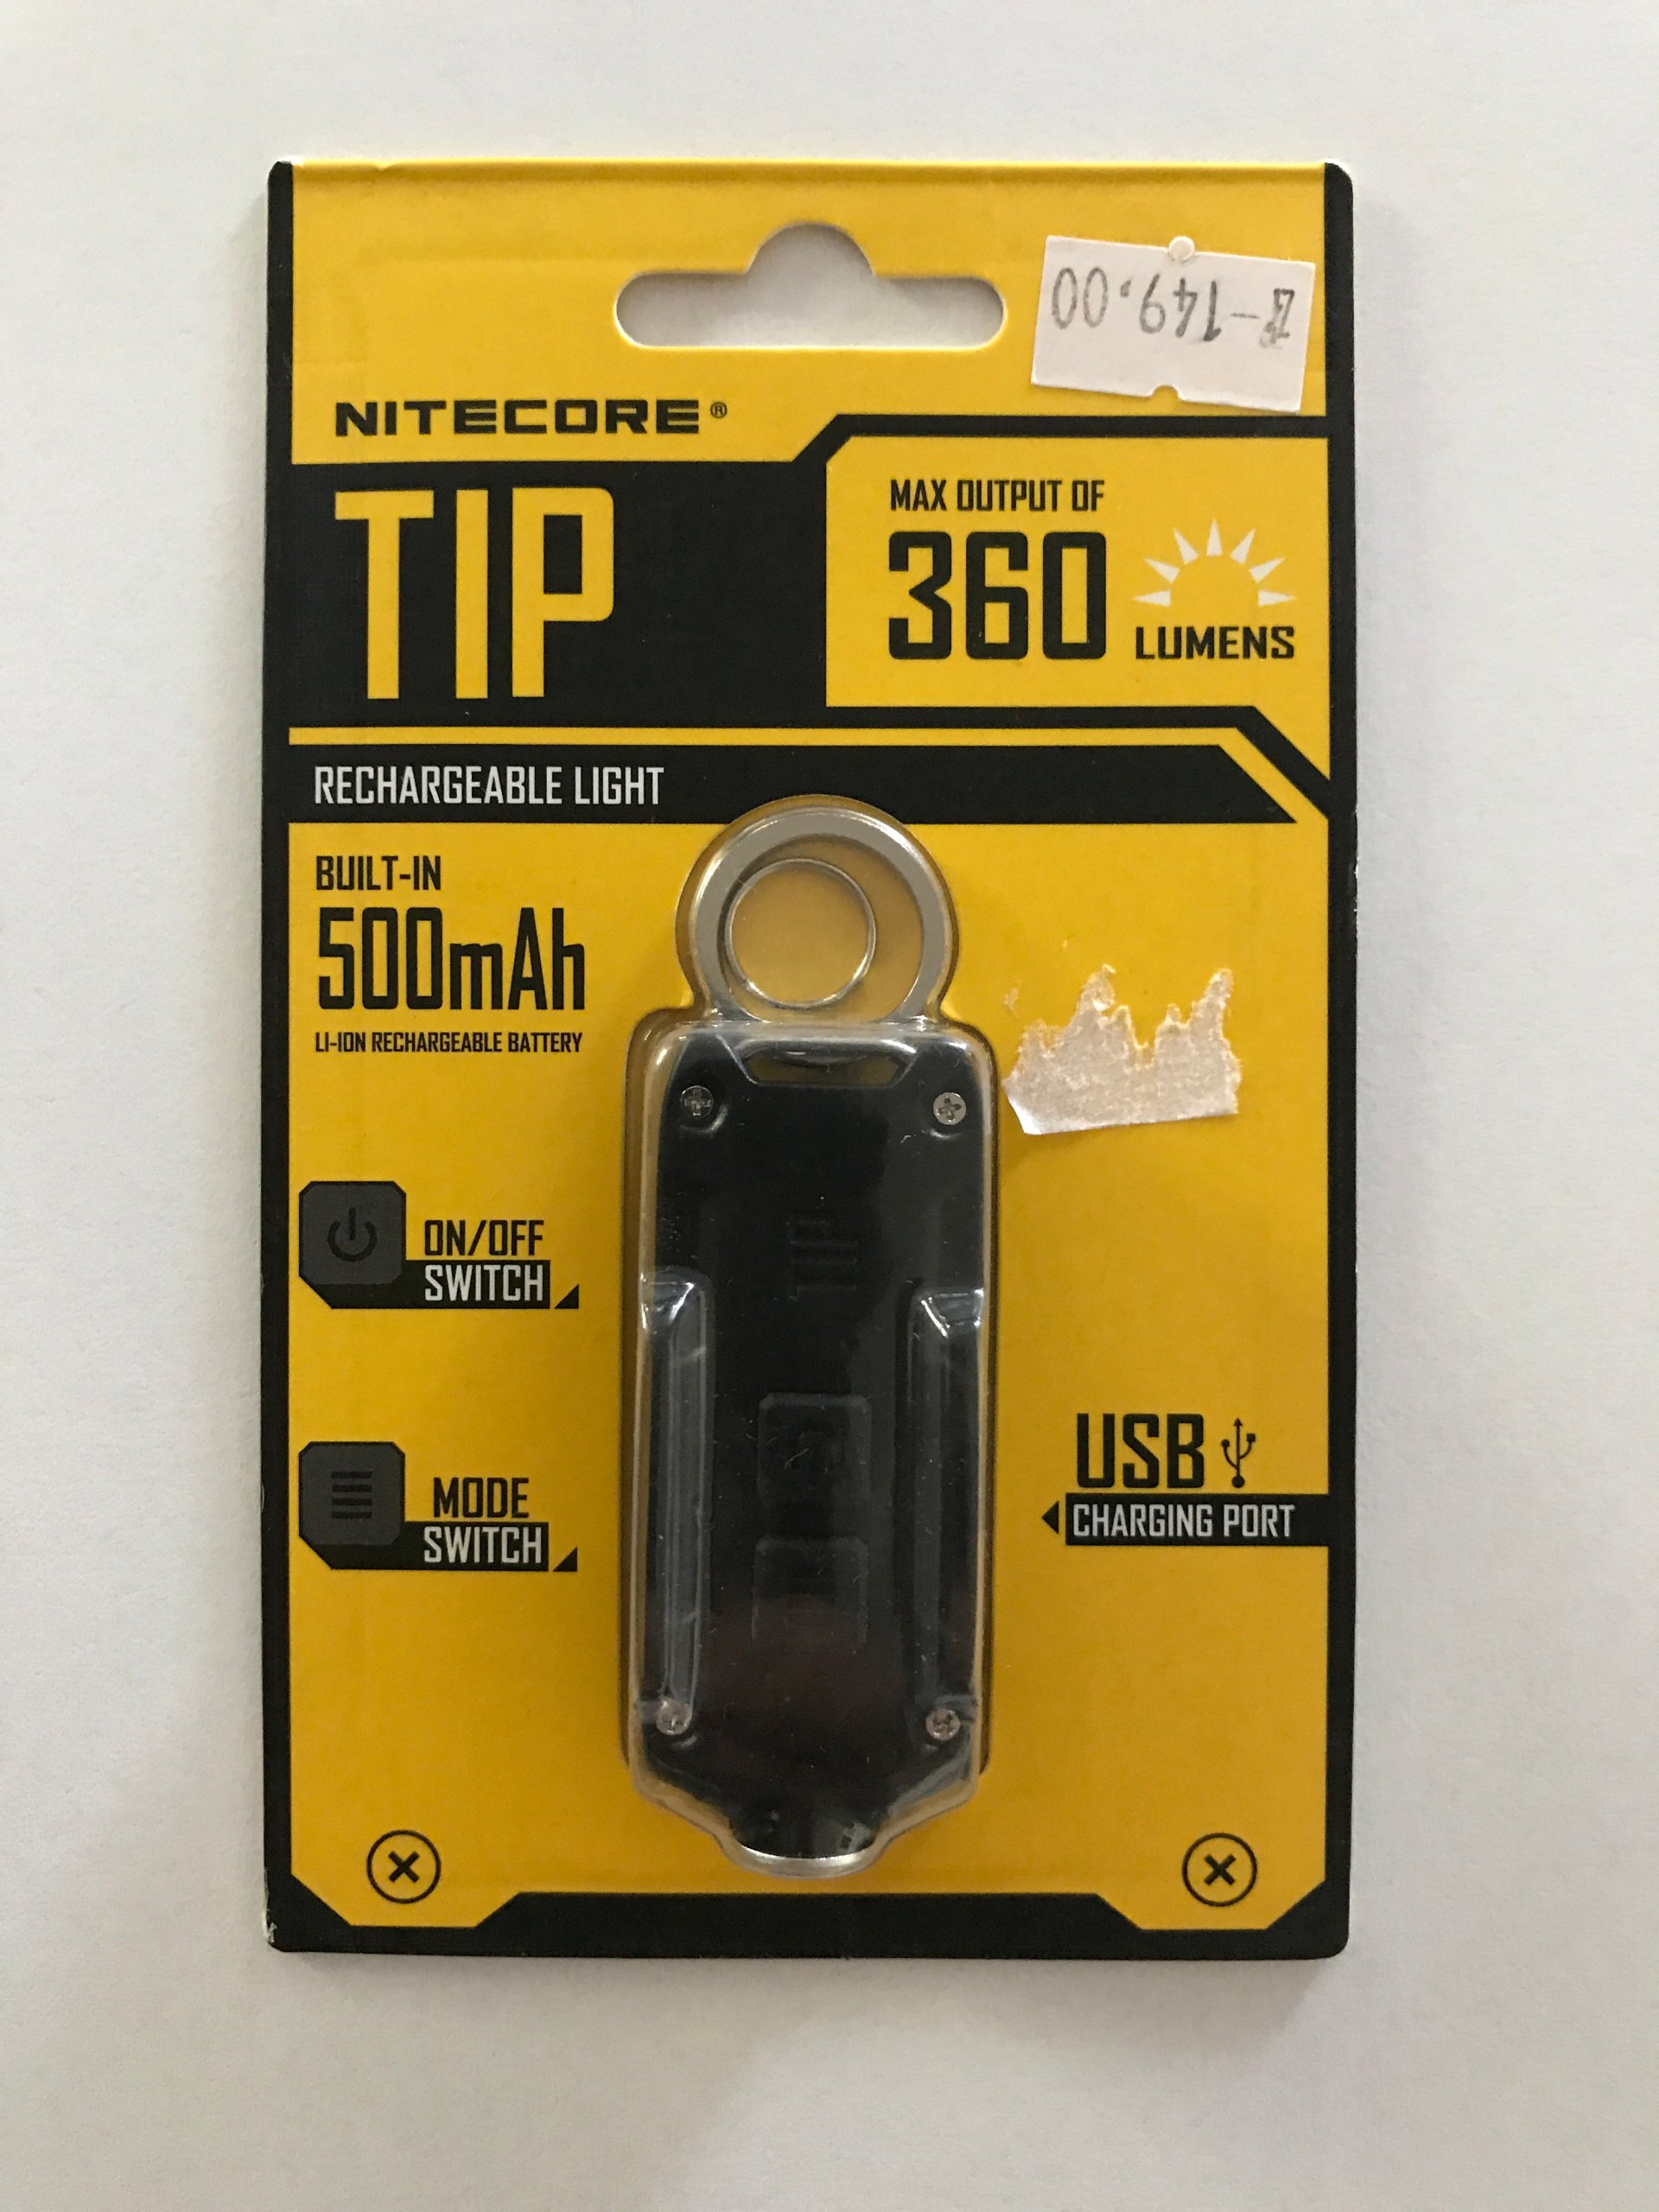 149.00
NITECORE®
TIP
MAX OUTPUT OF
360
LUMENS
RECHARGEABLE LIGHT
BUILT-IN
500mAh
LI-ION RECHARGEABLE BATTERY
TIP
ON/OFF
SWITCH
MODE
SWITCH
USB
CHARGING PORT